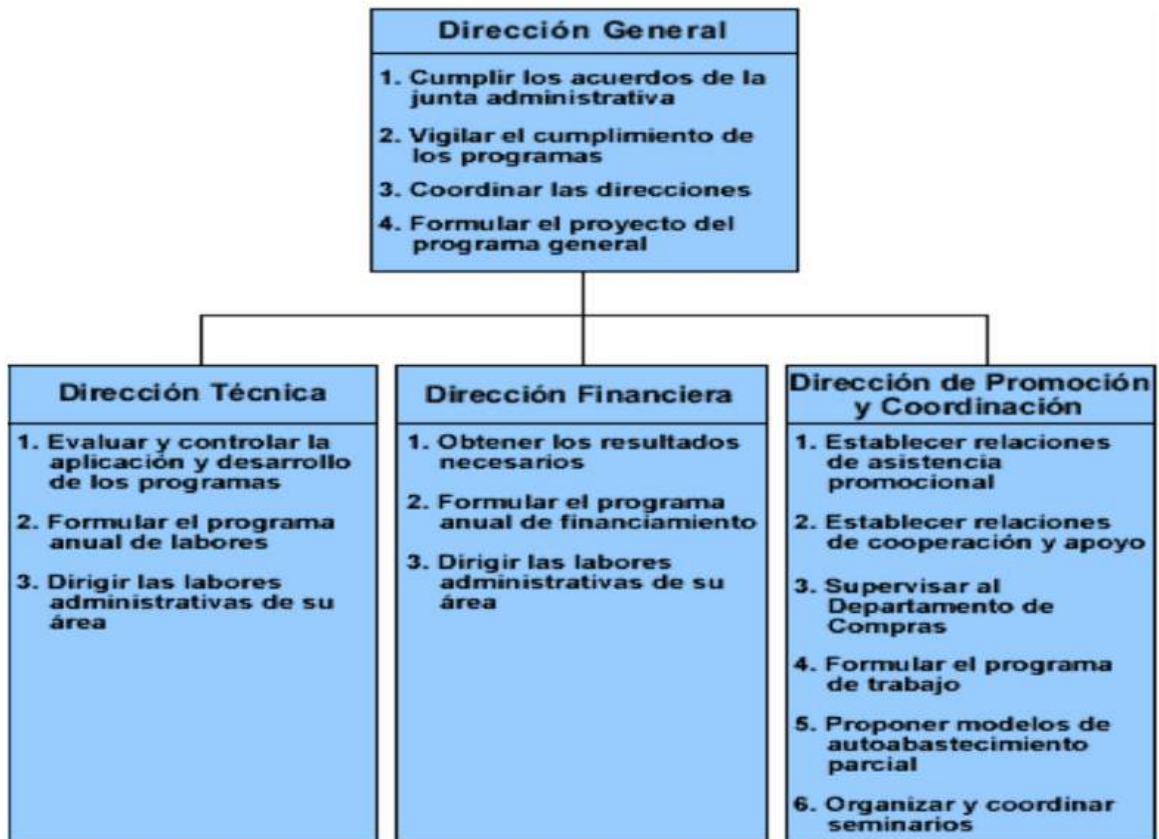 Dirección General
1. Cumplir los acuerdos de la
junta administrativa
2. Vigilar el cumplimiento de
los programas
3. Coordinar las direcciones
4. Formular el proyecto del
programa general
Dirección Técnica
1. Evaluar y controlar la
aplicación y desarrollo
de los programas
2. Formular el programa
anual de labores
3. Dirigir las labores
administrativas de su
área
Dirección Financiera
1. Obtener los resultados
necesarios
2. Formular el programa
anual de financiamiento
3. Dirigir las labores
administrativas de su
área
Dirección de Promoción
y Coordinación
1. Establecer relaciones
de asistencia
promocional
2. Establecer relaciones
de cooperación y apoyo
3. Supervisar al
Departamento de
Compras
4. Formular el programa
de trabajo
5. Proponer modelos de
autoabastecimiento
parcial
6. Organizar y coordinar
seminarios